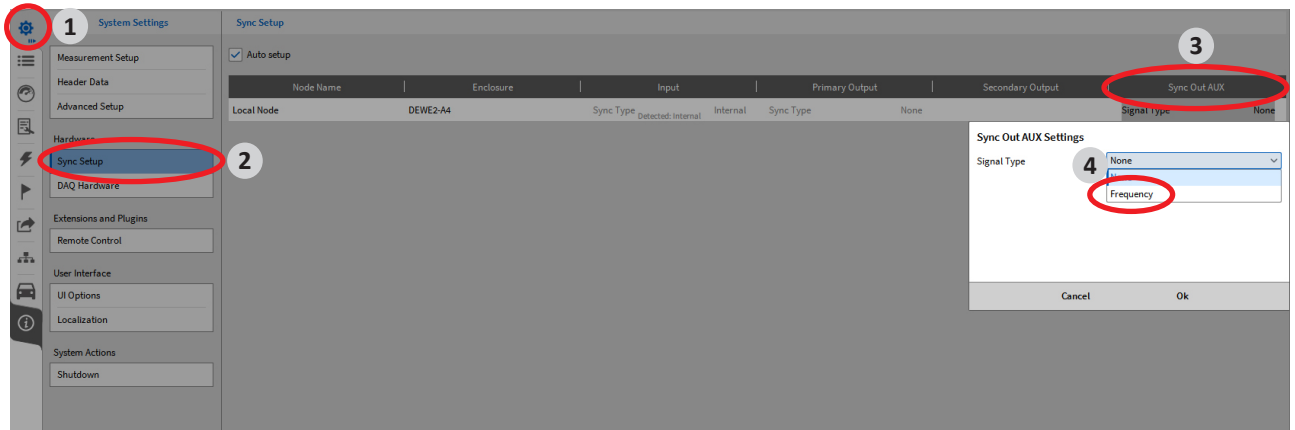 1
System Settings
Sync Setup
3
Measurement Setup
Header Data
Advanced Setup
Hardware
Sync Setup
2
DAQ Hardware
Extensions and Plugins
Remote Control
User Interface
UI Options
Localization
System Actions
Shutdown
Auto setup
Node Name Enclosure Input Primary Output Secondary Output Sync Out AUX
Local Node DEWE2-A4 Sync Type Detected: Internal Internal Sync Type None Signal Type None
Sync Out AUX Settings
Signal Type 4 None
None
Frequency
Cancel Ok